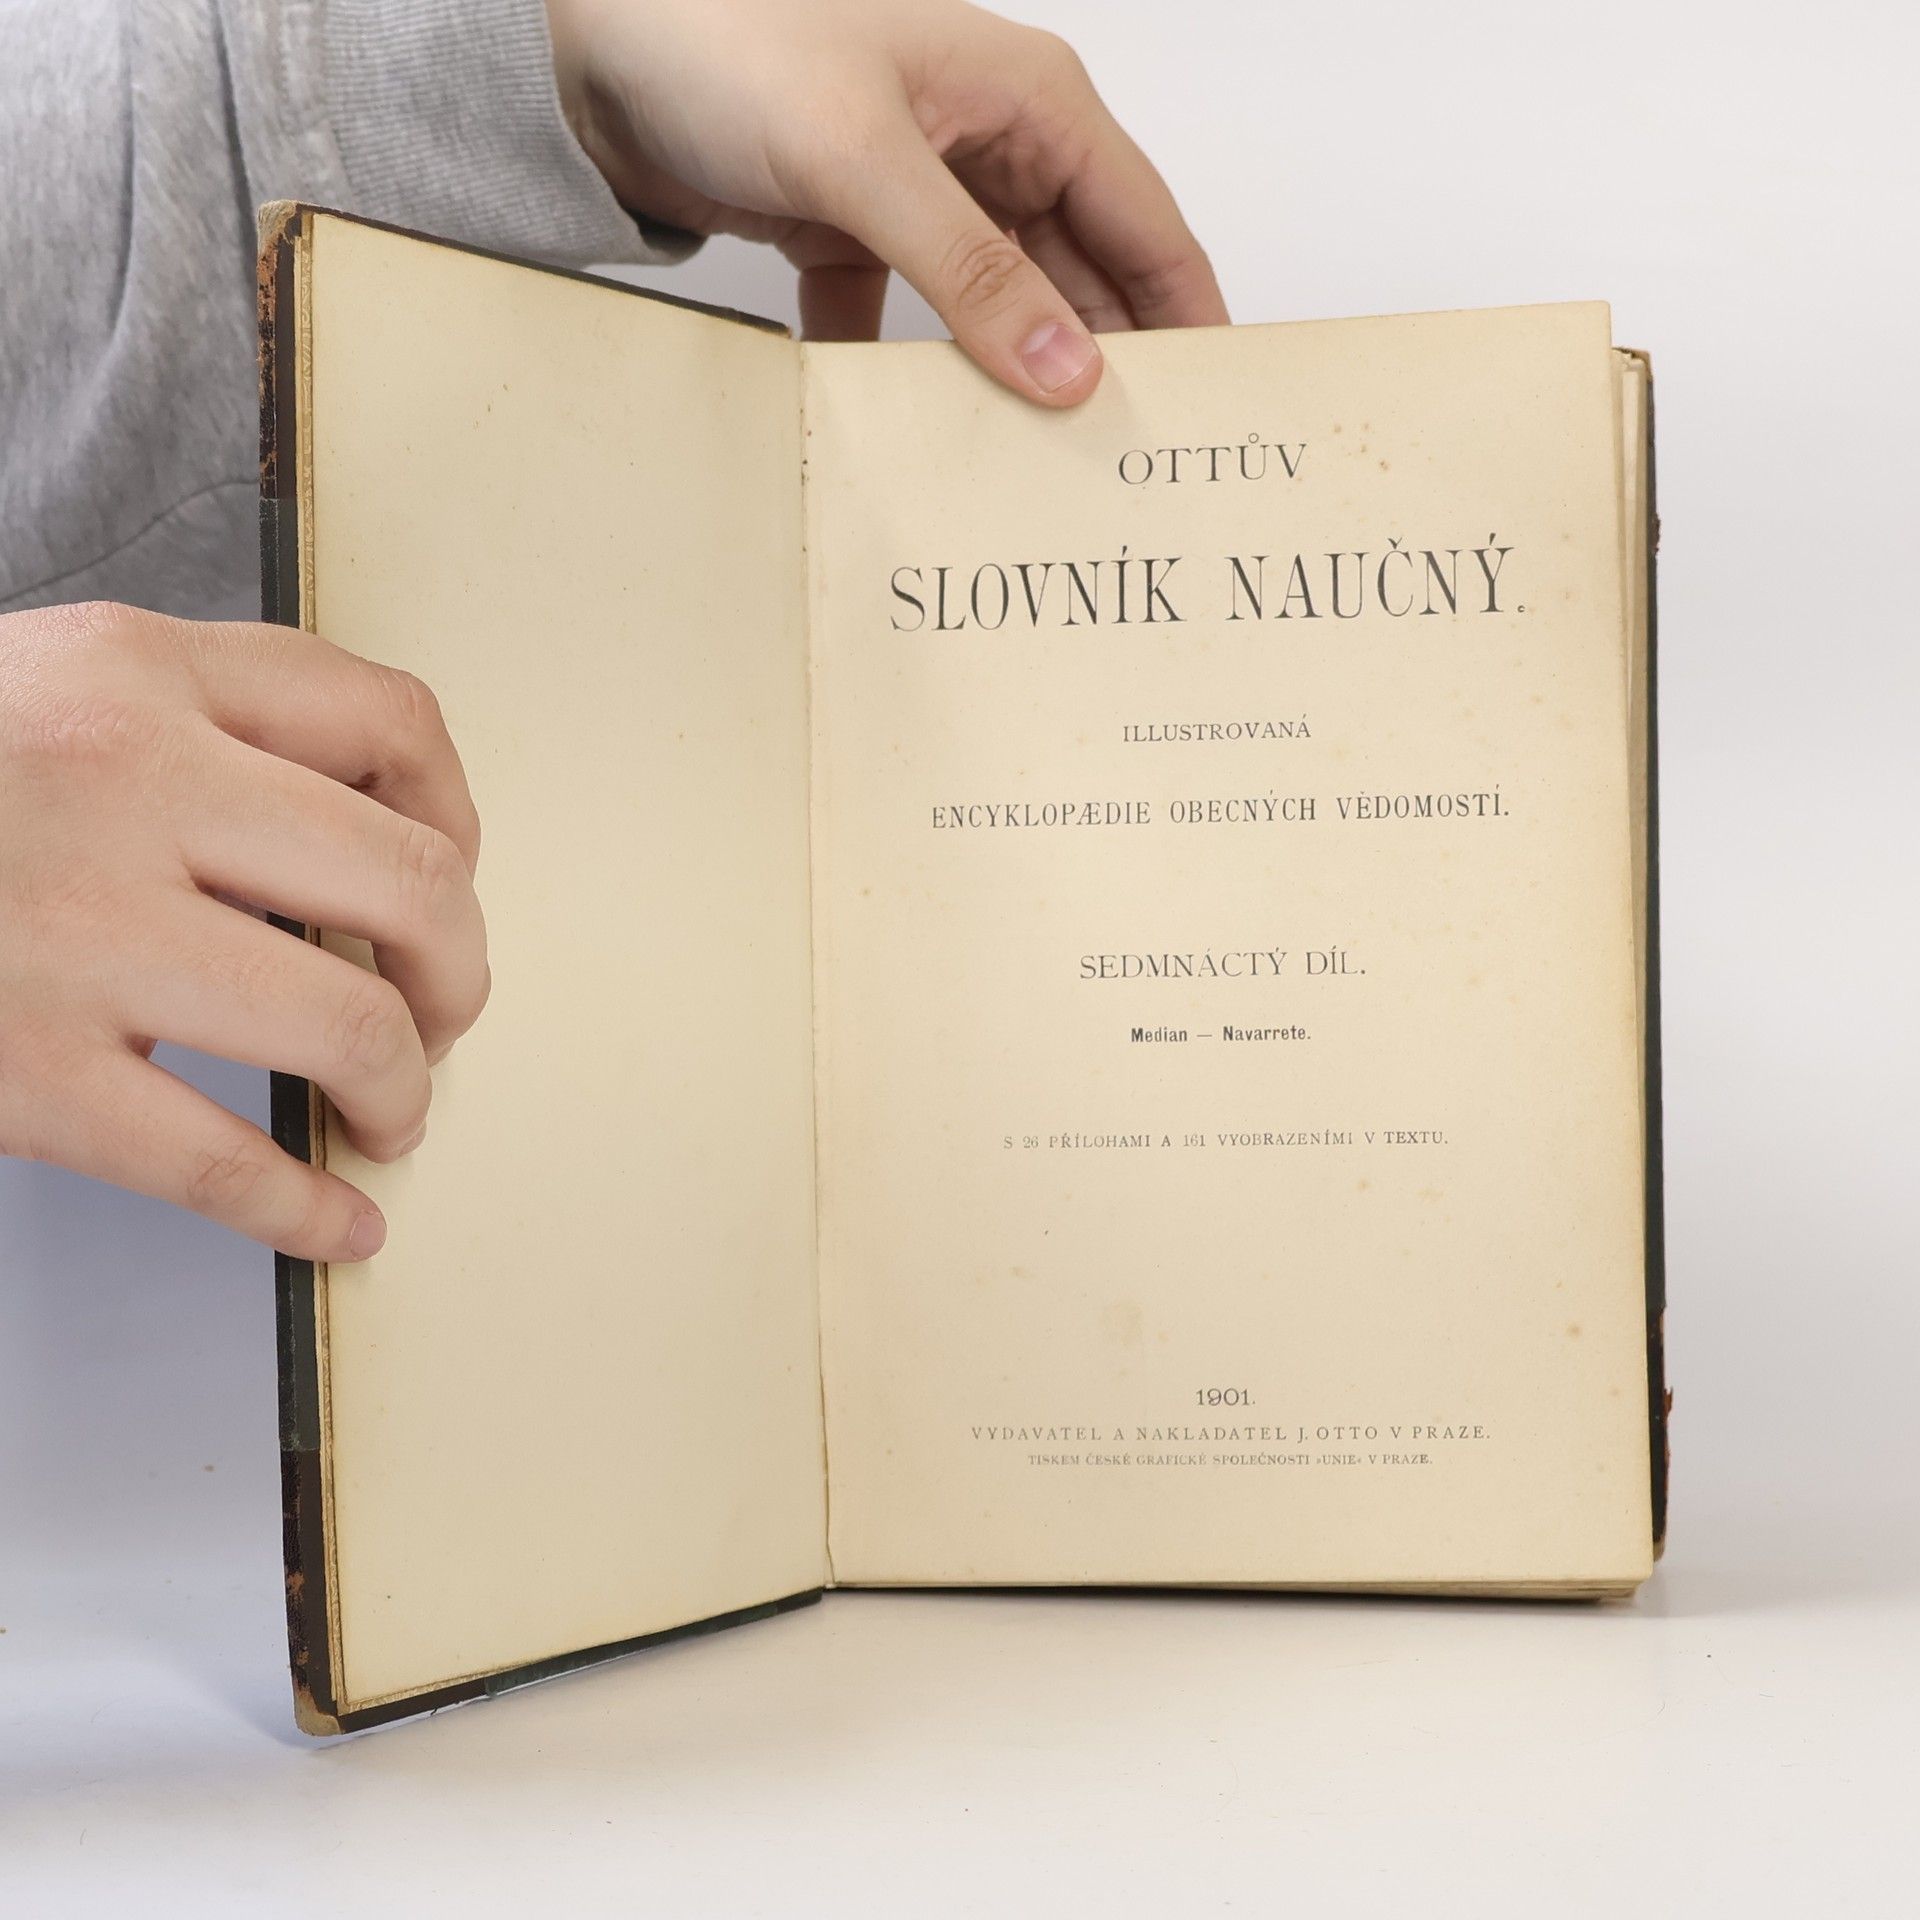 OTTŮV
SLOVNÍK NAUČNÝ.
ILLUSTROVANÁ
ENCYKLOPÆDIE OBECNÝCH VĚDOMOSTÍ.
SEDMNÁCTÝ DÍL.
Median — Navarrete.
S 26 PŘÍLOHAMI A 161 VYOBRAZENÍMI V TEXTU.
1901.
VYDAVATEL A NAKLADATEL J. OTTO V PRAZE.
TISKEM ČESKÉ GRAFICKÉ SPOLEČNOSTI »UNIE« V PRAZE.